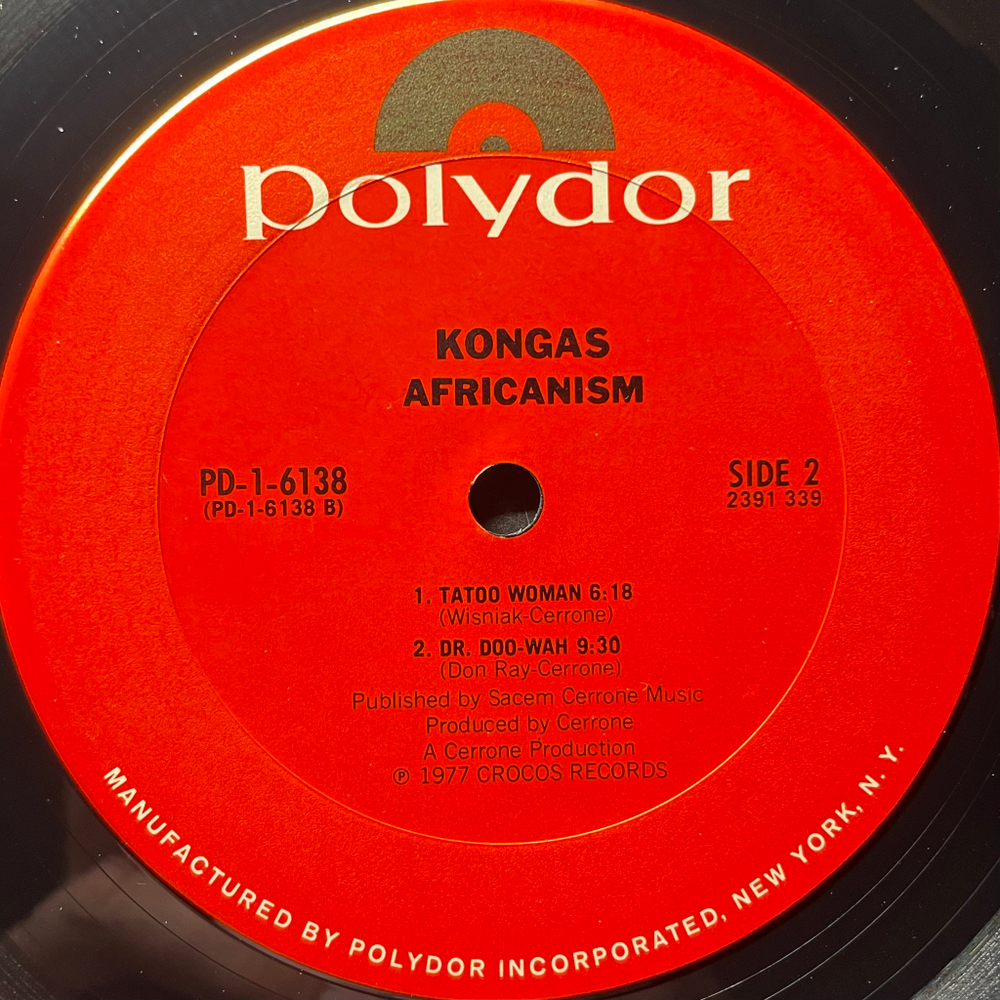 polydor
KONGAS
AFRICANISM
PD-1-6138
(PD-1-6138 B)
SIDE 2
2391 339
1. TATOO WOMAN 6:18
(Wisniak-Cerrone)
2. DR. DOO-WAH 9:30
(Don Ray-Cerrone)
Published by Sacem Cerrone Music
Produced by Cerrone
A Cerrone Production
℗ 1977 CROCOS RECORDS
MANUFACTURED BY POLYDOR INCORPORATED, NEW YORK, N. Y.